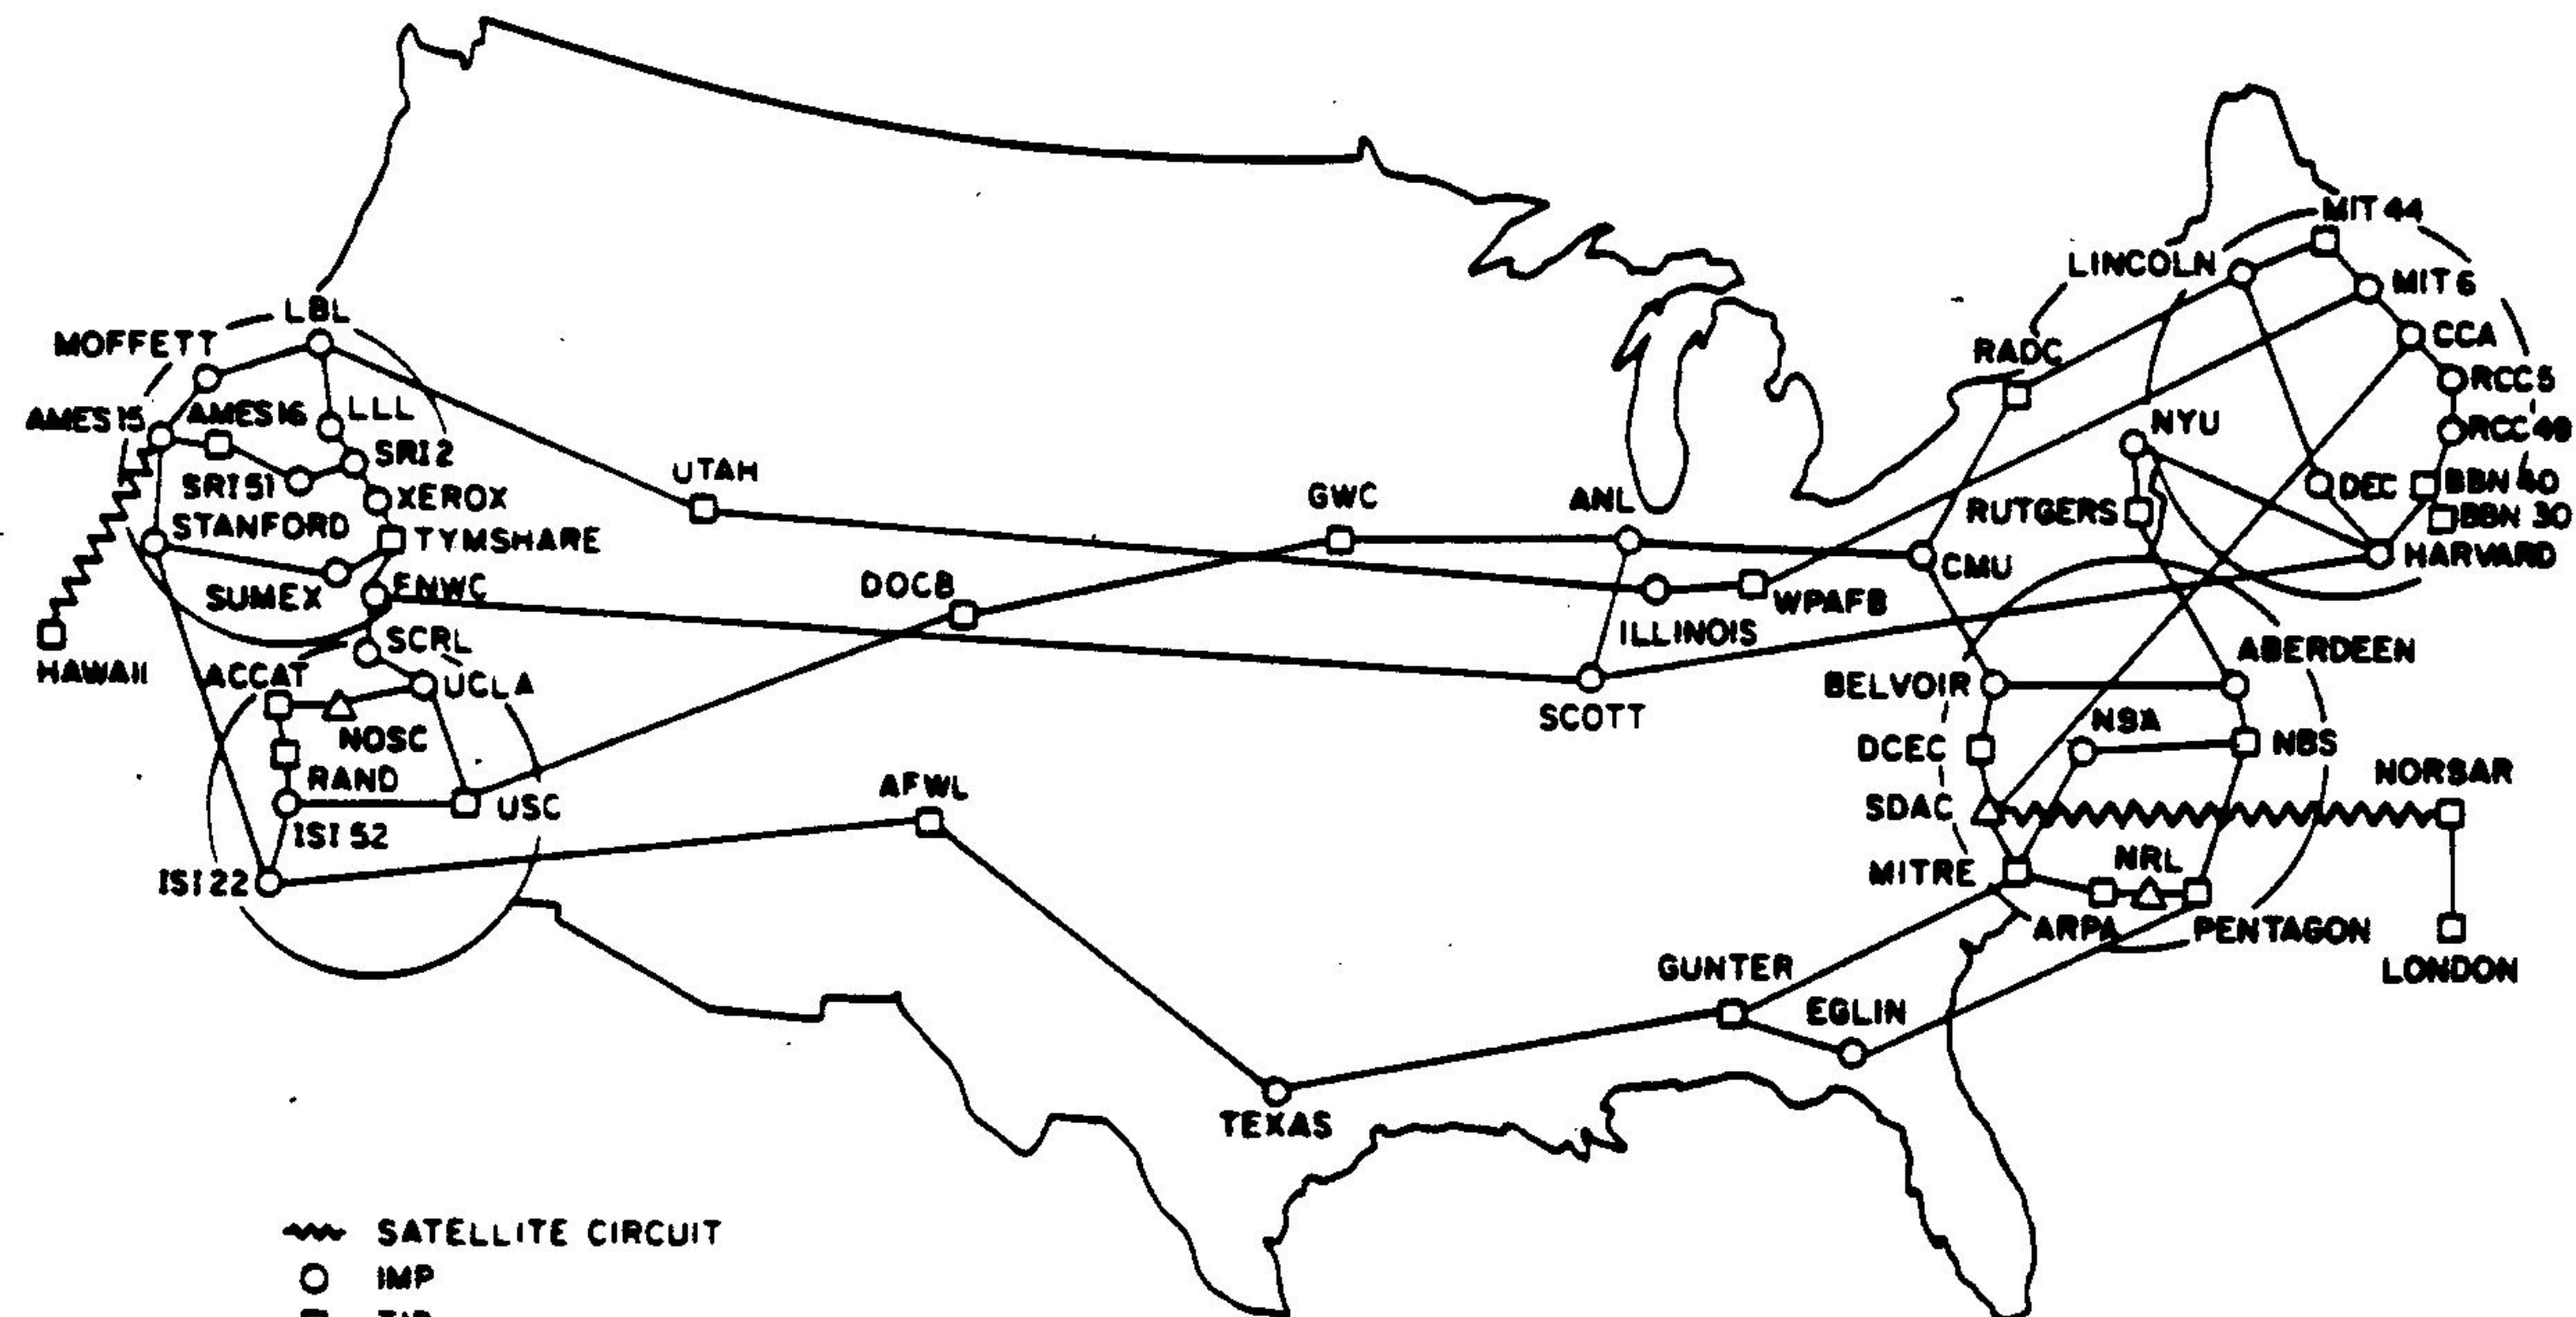 MIT 44
LINCOLN
MIT 6
LBL
MOFFETT
CCA
RADC
RCC 5
AMES 15
AMES 16
LLL
NYU
SRI 2
UTAH
SRI 51
XEROX
GWC
ANL
DEC
BBN 40
RUTGERS
BBN 30
STANFORD
TYMSHARE
HARVARD
CMU
SUMEX
DOCB
WPAFB
ILLINOIS
SCRL
HAWAII
ACCAT
ABERDEEN
UCLA
BELVOIR
SCOTT
NOSC
NSA
DCEC
NBS
RAND
AFWL
NORSAR
USC
SDAC
ISI 52
NRL
ISI 22
MITRE
ARPA
PENTAGON
GUNTER
LONDON
EGLIN
TEXAS
SATELLITE CIRCUIT
IMP